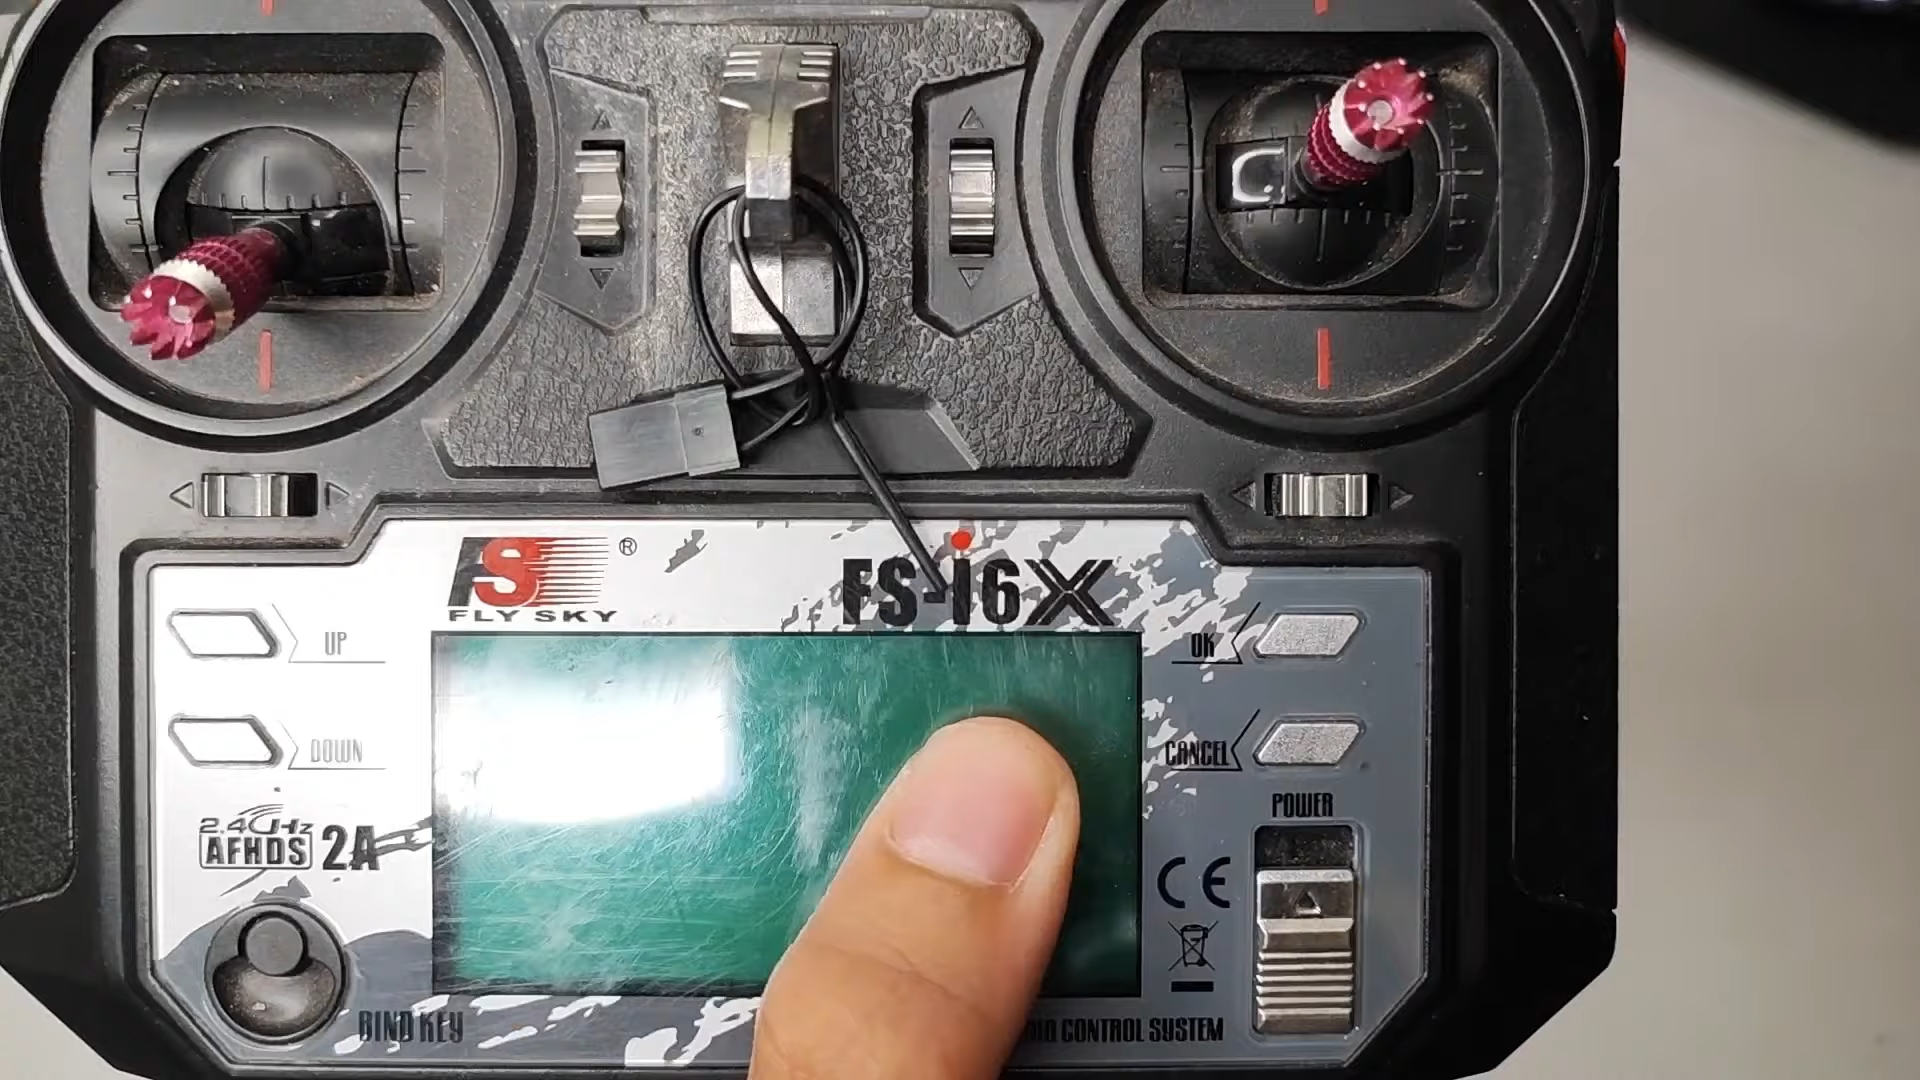 FS ®
FLY SKY
FS-i6X
UP
OK
DOWN
CANCEL
POWER
2.4GHz
AFHDS 2A
CE
BIND KEY
CONTROL SYSTEM